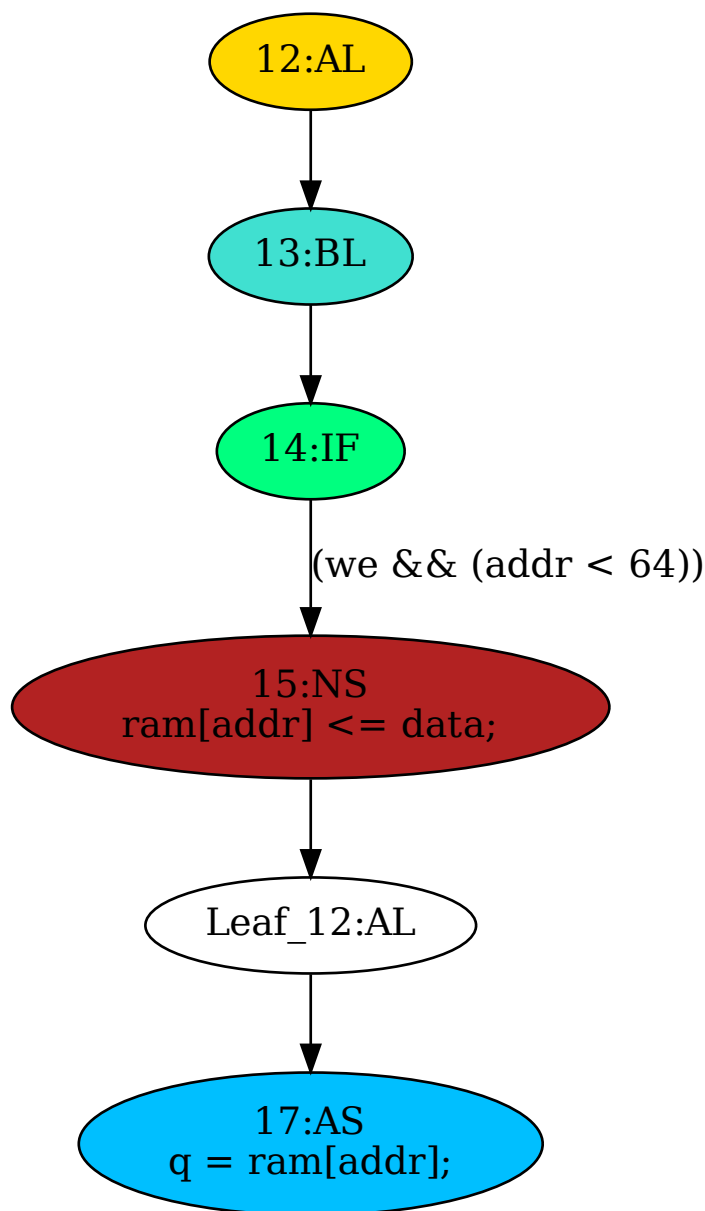 12:AL
13:BL
14:IF
(we && (addr < 64))
15:NS
ram[addr] <= data;
Leaf_12:AL
17:AS
q = ram[addr];